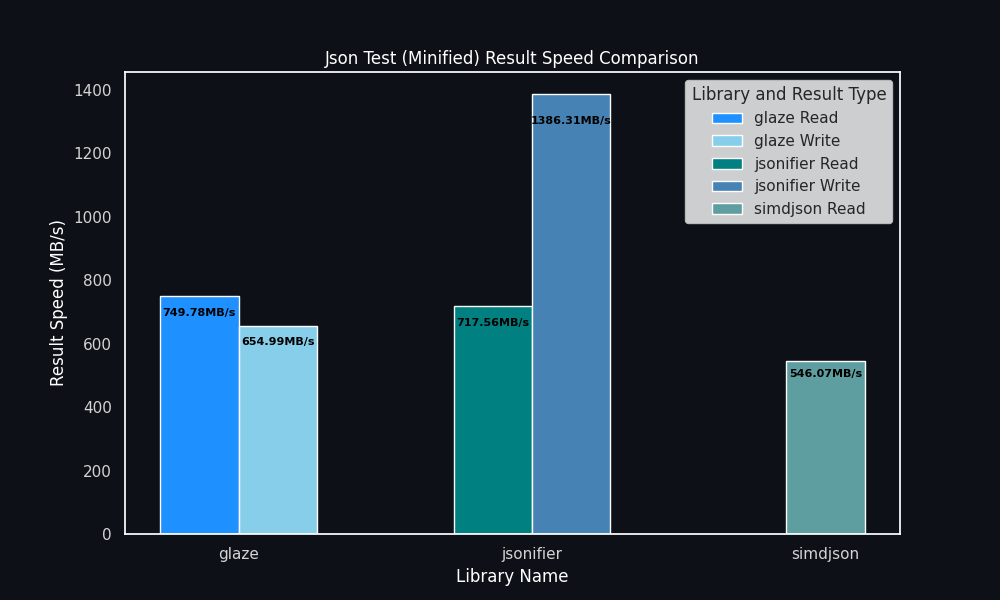 Json Test (Minified) Result Speed Comparison
Result Speed (MB/s)
1400
1200
1000
800
600
400
200
0
749.78MB/s
654.99MB/s
717.56MB/s
1386.31MB/s
546.07MB/s
Library and Result Type
glaze Read
glaze Write
jsonifier Read
jsonifier Write
simdjson Read
glaze
jsonifier
simdjson
Library Name